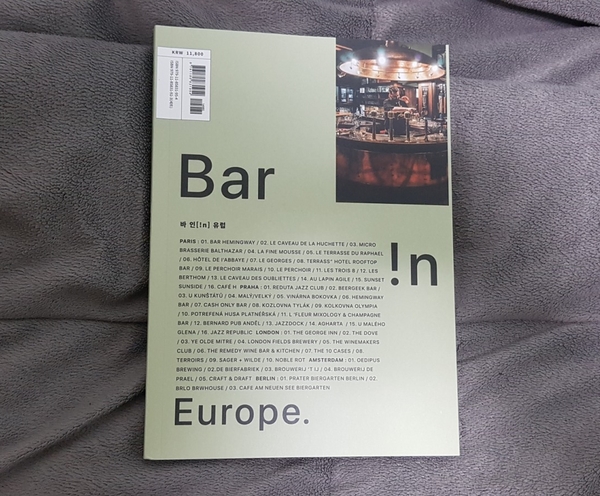 KRW 11,800
Bar
바 인[!n] 유럽
!n
PARIS : 01. BAR HEMINGWAY / 02. LE CAVEAU DE LA HUCHETTE / 03. MICRO
BRASSERIE BALTHAZAR / 04. LA FINE MOUSSE / 05. LE TERRASSE DU RAPHAEL
/ 06. HÔTEL DE l'ABBAYE / 07. LE GEORGES / 08. TERRASS" HOTEL ROOFTOP
BAR / 09. LE PERCHOIR MARAIS / 10. LE PERCHOIR / 11. LES TROIS 8 / 12. LES
BERTHOM / 13. LE CAVEAU DES OUBLIETTES / 14. AU LAPIN AGILE / 15. SUNSET
SUNSIDE / 16. CAFÉ H PRAHA : 01. REDUTA JAZZ CLUB / 02. BEERGEEK BAR /
03. U KUNŠTÁTŮ / 04. MALÝ/VELKÝ / 05. VINÁRNA BOKOVKA / 06. HEMINGWAY
BAR / 07. CASH ONLY BAR / 08. KOZLOVNA TYLÁK / 09. KOLKOVNA OLYMPIA
/ 10. POTREFENÁ HUSA PLATNÉŘSKÁ / 11. L 'FLEUR MIXOLOGY & CHAMPAGNE
BAR / 12. BERNARD PUB ANDĚL / 13. JAZZDOCK / 14. AGHARTA / 15. U MALÉHO
GLENA / 16. JAZZ REPUBLIC LONDON : 01. THE GEORGE INN / 02. THE DOVE
/ 03. YE OLDE MITRE / 04. LONDON FIELDS BREWERY / 05. THE WINEMAKERS
CLUB / 06. THE REMEDY WINE BAR & KITCHEN / 07. THE 10 CASES / 08.
TERROIRS / 09. SAGER + WILDE / 10. NOBLE ROT AMSTERDAM : 01. OEDIPUS
BREWING / 02.DE BIERFABRIEK / 03. BROUWERIJ 'T IJ / 04. BROUWERIJ DE
PRAEL / 05. CRAFT & DRAFT BERLIN : 01. PRATER BIERGARTEN BERLIN / 02.
BRLO BRWHOUSE / 03. CAFE AM NEUEN SEE BIERGARTEN
Europe.